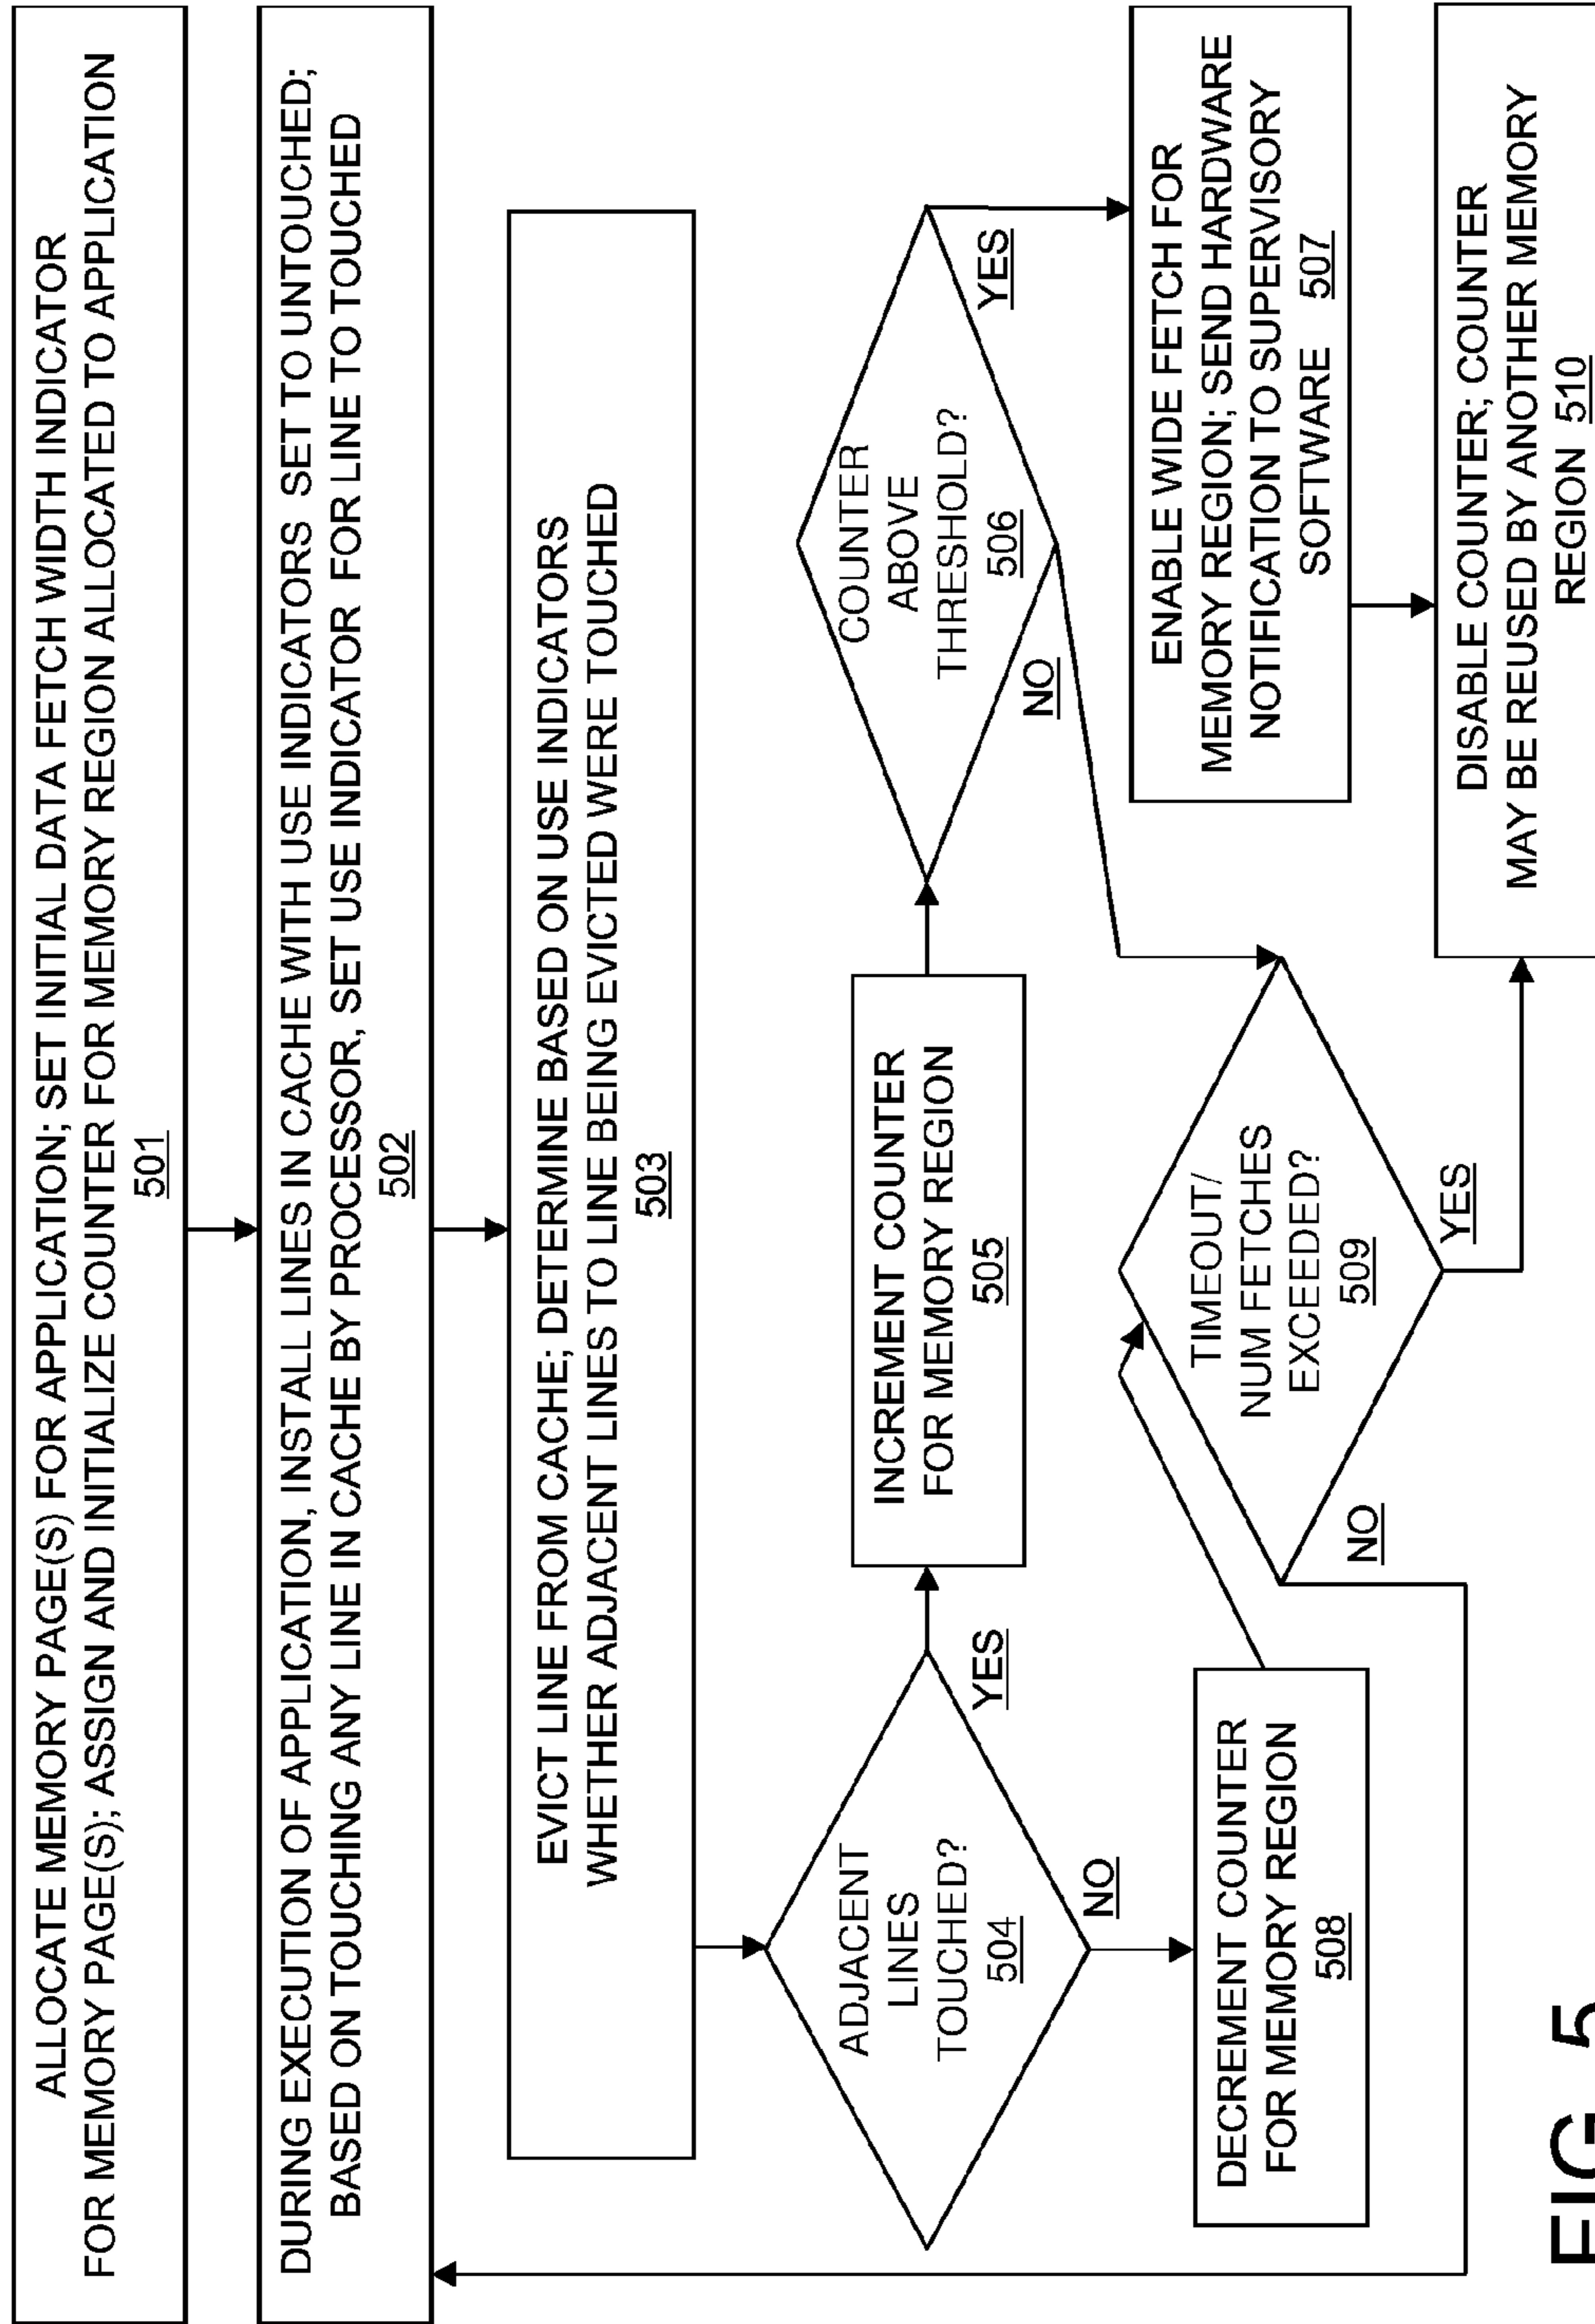 ALLOCATE MEMORY PAGE(S) FOR APPLICATION; SET INITIAL DATA FETCH WIDTH INDICATOR
FOR MEMORY PAGE(S); ASSIGN AND INITIALIZE COUNTER FOR MEMORY REGION ALLOCATED TO APPLICATION
501
DURING EXECUTION OF APPLICATION, INSTALL LINES IN CACHE WITH USE INDICATORS SET TO UNTOUCHED;
BASED ON TOUCHING ANY LINE IN CACHE BY PROCESSOR, SET USE INDICATOR FOR LINE TO TOUCHED
502
EVICT LINE FROM CACHE; DETERMINE BASED ON USE INDICATORS
WHETHER ADJACENT LINES TO LINE BEING EVICTED WERE TOUCHED
503
ADJACENT
LINES
TOUCHED?
504
YES
NO
INCREMENT COUNTER
FOR MEMORY REGION
505
COUNTER
ABOVE
THRESHOLD?
506
YES
NO
ENABLE WIDE FETCH FOR
MEMORY REGION; SEND HARDWARE
NOTIFICATION TO SUPERVISORY
SOFTWARE 507
DECREMENT COUNTER
FOR MEMORY REGION
508
TIMEOUT/
NUM FETCHES
EXCEEDED?
509
NO
YES
DISABLE COUNTER; COUNTER
MAY BE REUSED BY ANOTHER MEMORY
REGION 510
FIG 5